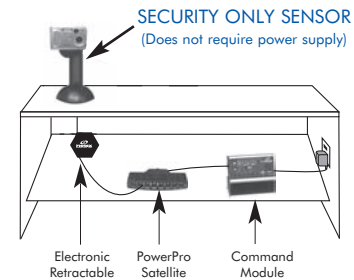 SECURITY ONLY SENSOR
(Does not require power supply)
Electronic
Retractable
PowerPro
Satellite
Command
Module